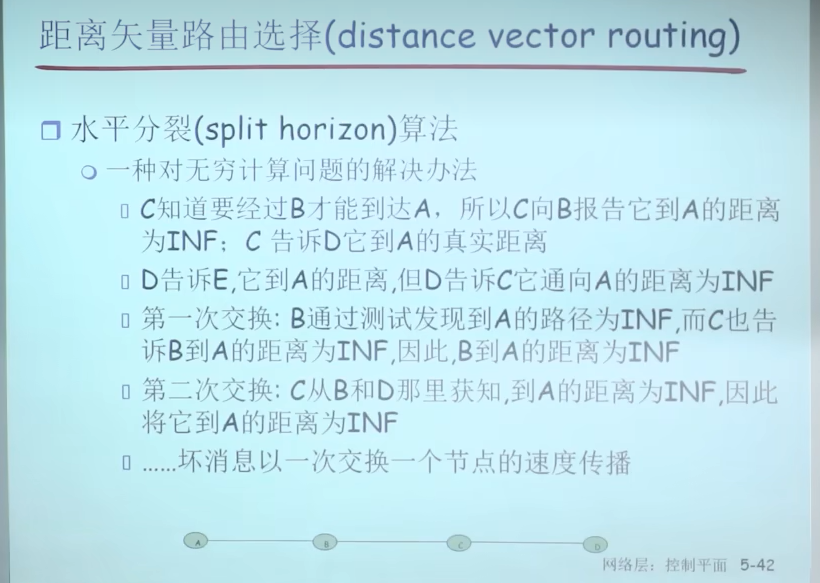 距离矢量路由选择(distance vector routing)
水平分裂(split horizon)算法
一种对无穷计算问题的解决办法
C知道要经过B才能到达A，所以C向B报告它到A的距离
为INF；C 告诉D它到A的真实距离
D告诉E,它到A的距离,但D告诉C它通向A的距离为INF
第一次交换: B通过测试发现到A的路径为INF,而C也告
诉B到A的距离为INF,因此,B到A的距离为INF
第二次交换: C从B和D那里获知,到A的距离为INF,因此
将它到A的距离为INF
……坏消息以一次交换一个节点的速度传播
A B C D
网络层：控制平面 5-42